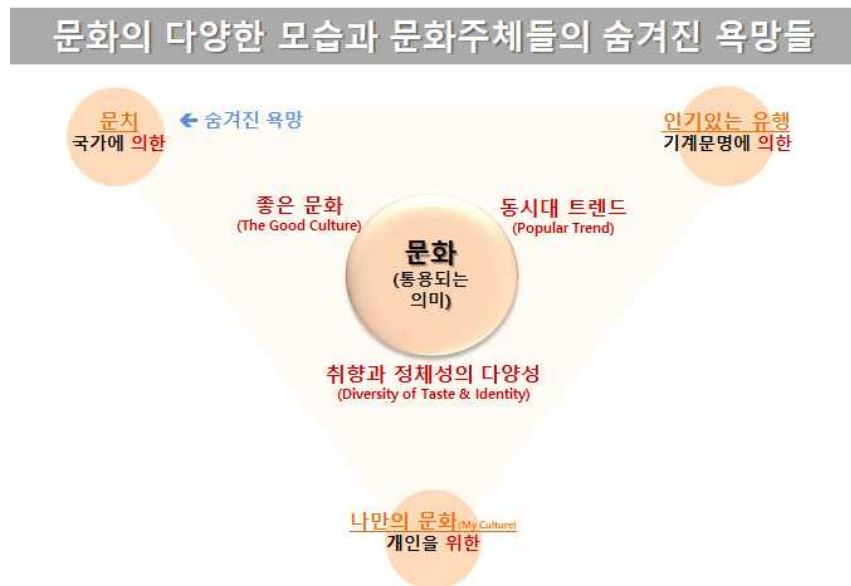 문화의 다양한 모습과 문화주체들의 숨겨진 욕망들
문치
국가에 의한
← 숨겨진 욕망
인기있는 유행
기계문명에 의한
좋은 문화
(The Good Culture)
동시대 트렌드
(Popular Trend)
문화
(통용되는
의미)
취향과 정체성의 다양성
(Diversity of Taste & Identity)
나만의 문화(My Culture)
개인을 위한